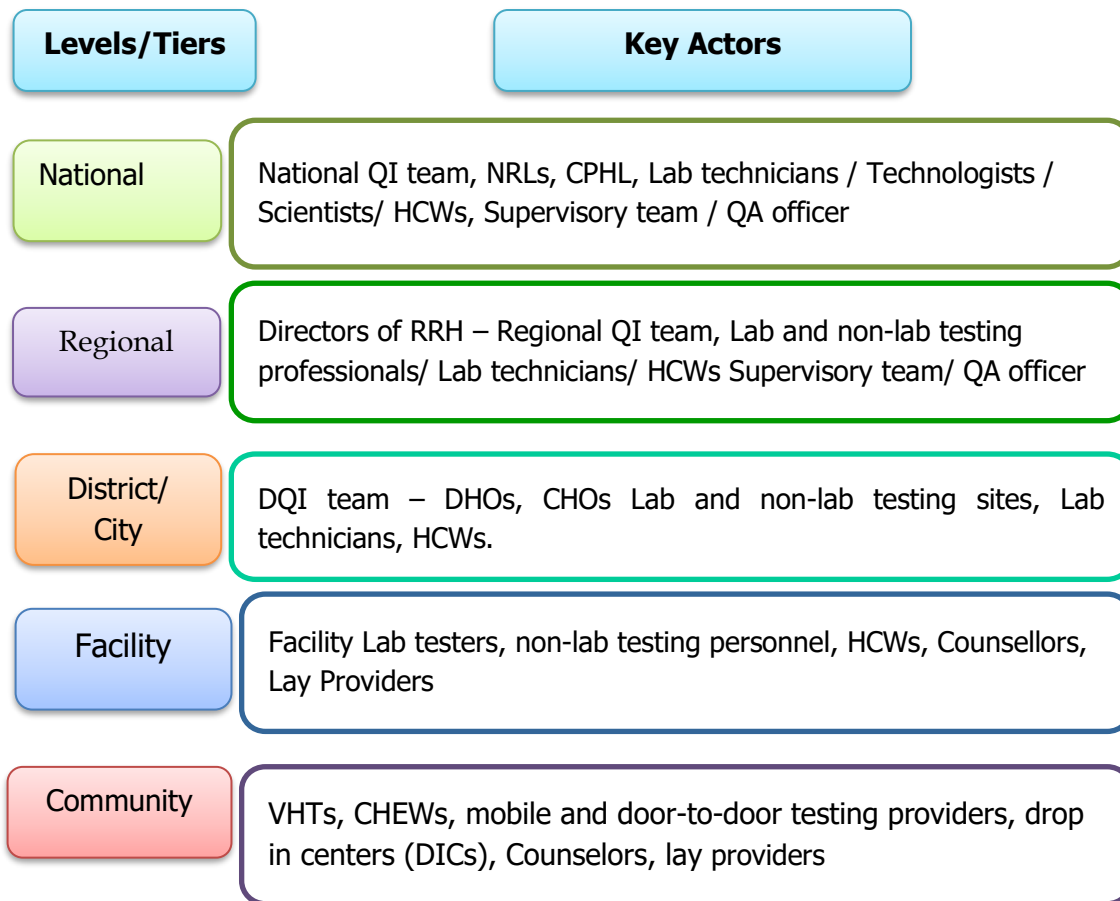 Levels/Tiers
Key Actors
National
National QI team, NRLs, CPHL, Lab technicians / Technologists /
Scientists/ HCWs, Supervisory team / QA officer
Regional
Directors of RRH – Regional QI team, Lab and non-lab testing
professionals/ Lab technicians/ HCWs Supervisory team/ QA officer
District/
City
DQI team – DHOs, CHOs Lab and non-lab testing sites, Lab
technicians, HCWs.
Facility
Facility Lab testers, non-lab testing personnel, HCWs, Counsellors,
Lay Providers
Community
VHTs, CHEWs, mobile and door-to-door testing providers, drop
in centers (DICs), Counselors, lay providers